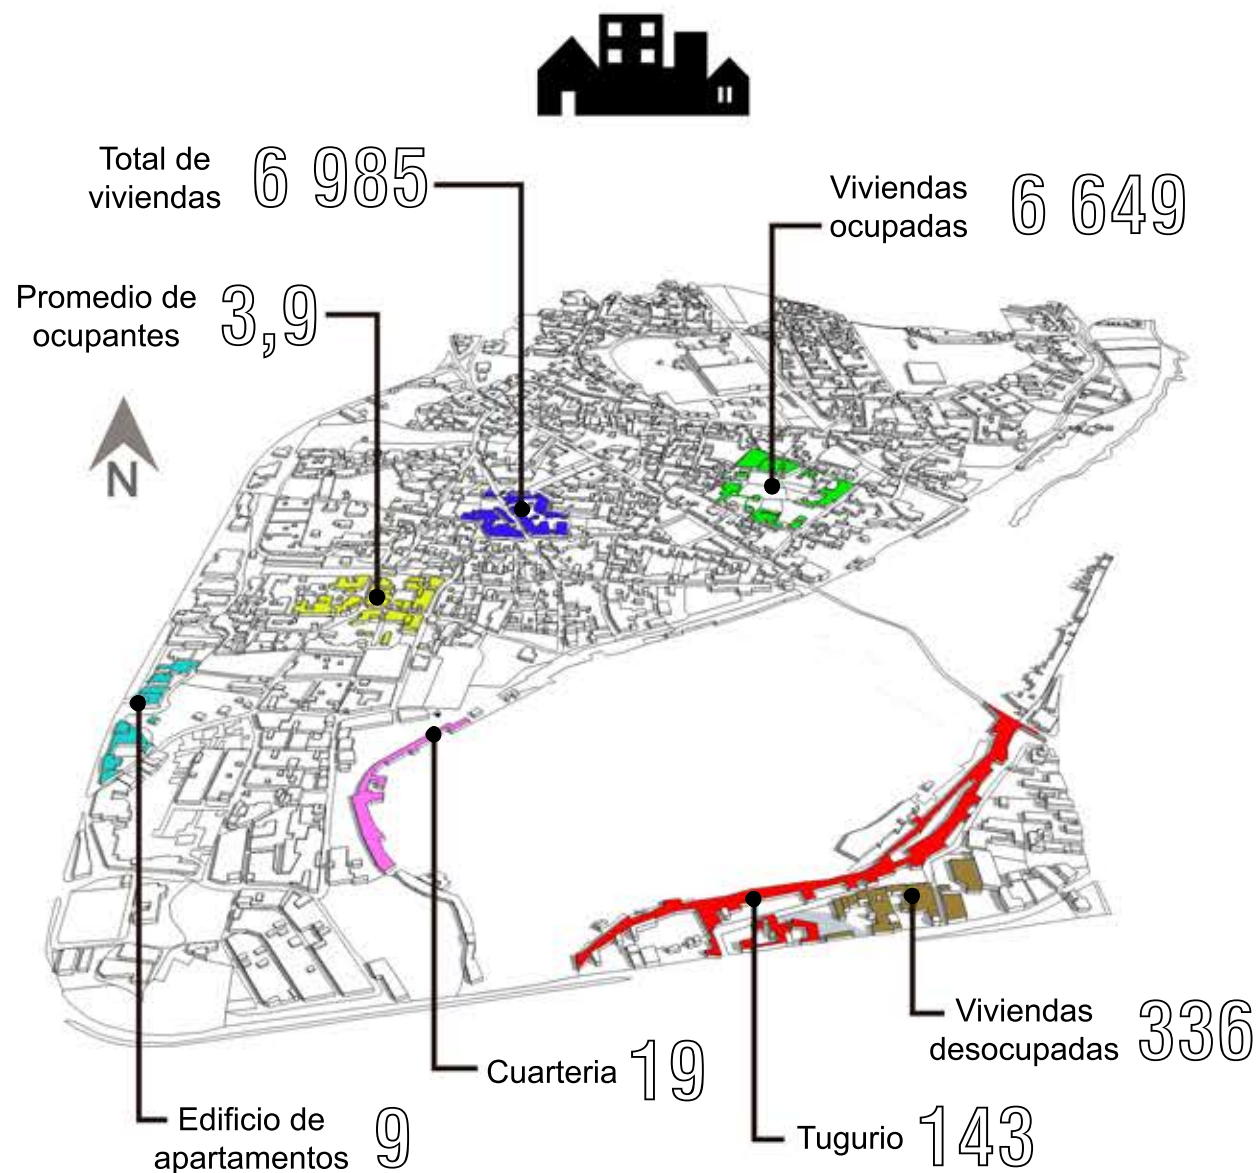 Total de
viviendas
6 985
Viviendas
ocupadas
6 649
Promedio de
ocupantes
3,9
N
Viviendas
desocupadas
336
Cuarteria
19
Edificio de
apartamentos
9
Tugurio
143